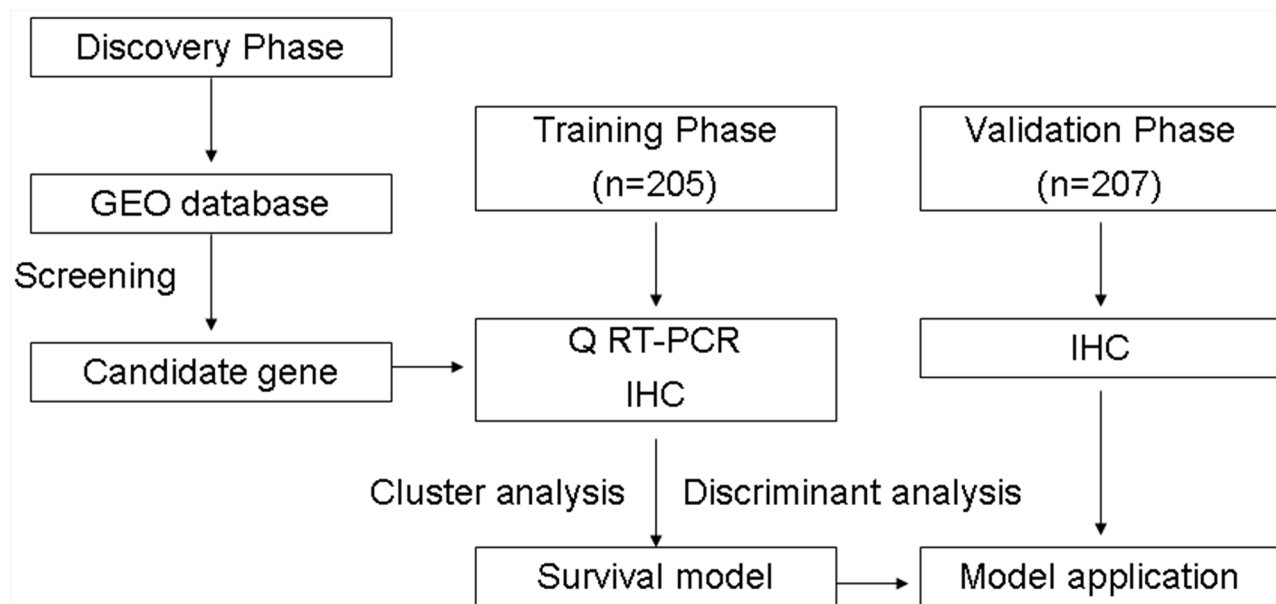 Discovery Phase
GEO database
Screening
Candidate gene
Training Phase
(n=205)
Q RT-PCR
IHC
Cluster analysis
Discriminant analysis
Survival model
Validation Phase
(n=207)
IHC
Model application